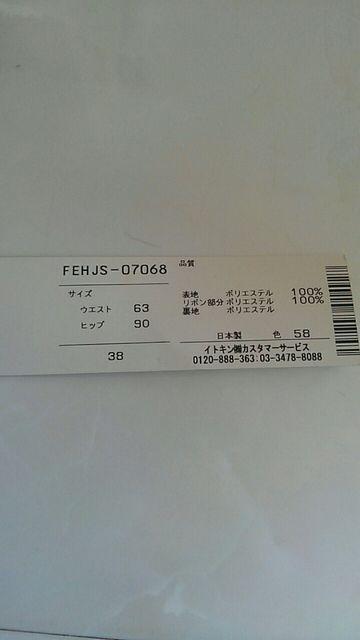 FEHJS-07068
サイズ
ウエスト 63
ヒップ 90
38
品質
表地 ポリエステル 100%
リボン部分 ポリエステル 100%
裏地 ポリエステル
日本製 色 58
イトキン㈱カスタマーサービス
0120-888-363:03-3478-8088